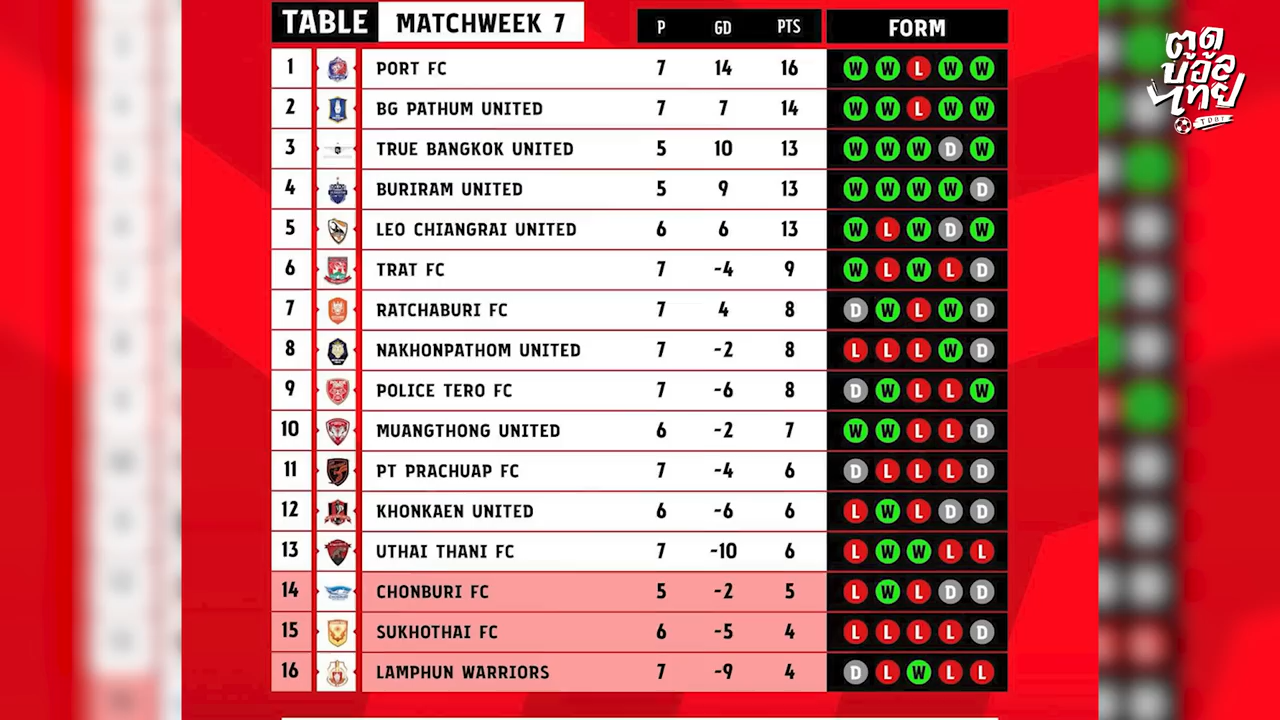 TABLE MATCHWEEK 7 P GD PTS FORM
1 PORT FC 7 14 16 W W L W W
2 BG PATHUM UNITED 7 7 14 W W L W W
3 TRUE BANGKOK UNITED 5 10 13 W W W D W
4 BURIRAM UNITED 5 9 13 W W W W D
5 LEO CHIANGRAI UNITED 6 6 13 W L W D W
6 TRAT FC 7 -4 9 W L W L D
7 RATCHABURI FC 7 4 8 D W L W D
8 NAKHONPATHOM UNITED 7 -2 8 L L L W D
9 POLICE TERO FC 7 -6 8 D W L L W
10 MUANGTHONG UNITED 6 -2 7 W W L L D
11 PT PRACHUAP FC 7 -4 6 D L L L D
12 KHONKAEN UNITED 6 -6 6 L W L D D
13 UTHAI THANI FC 7 -10 6 L W W L L
14 CHONBURI FC 5 -2 5 L W L D D
15 SUKHOTHAI FC 6 -5 4 L L L L D
16 LAMPHUN WARRIORS 7 -9 4 D L W L L
ตูด
บอล
ไทย
TDBT